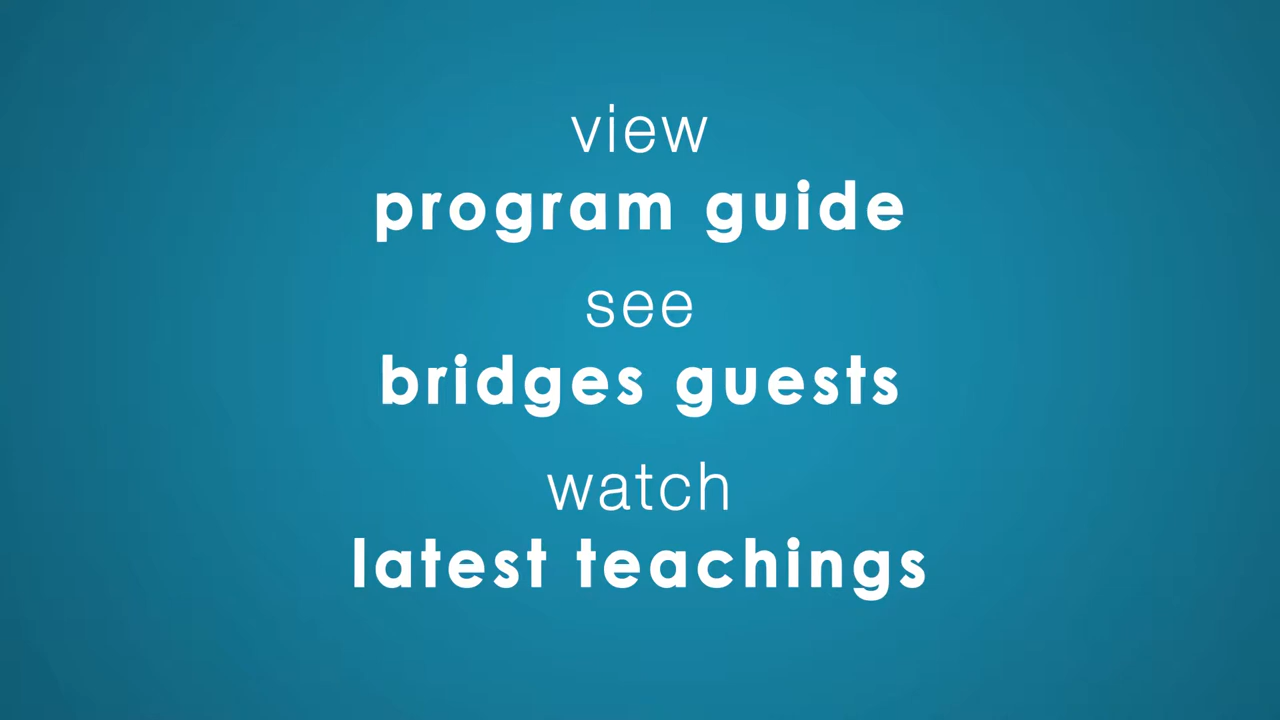 view
program guide
see
bridges guests
watch
latest teachings